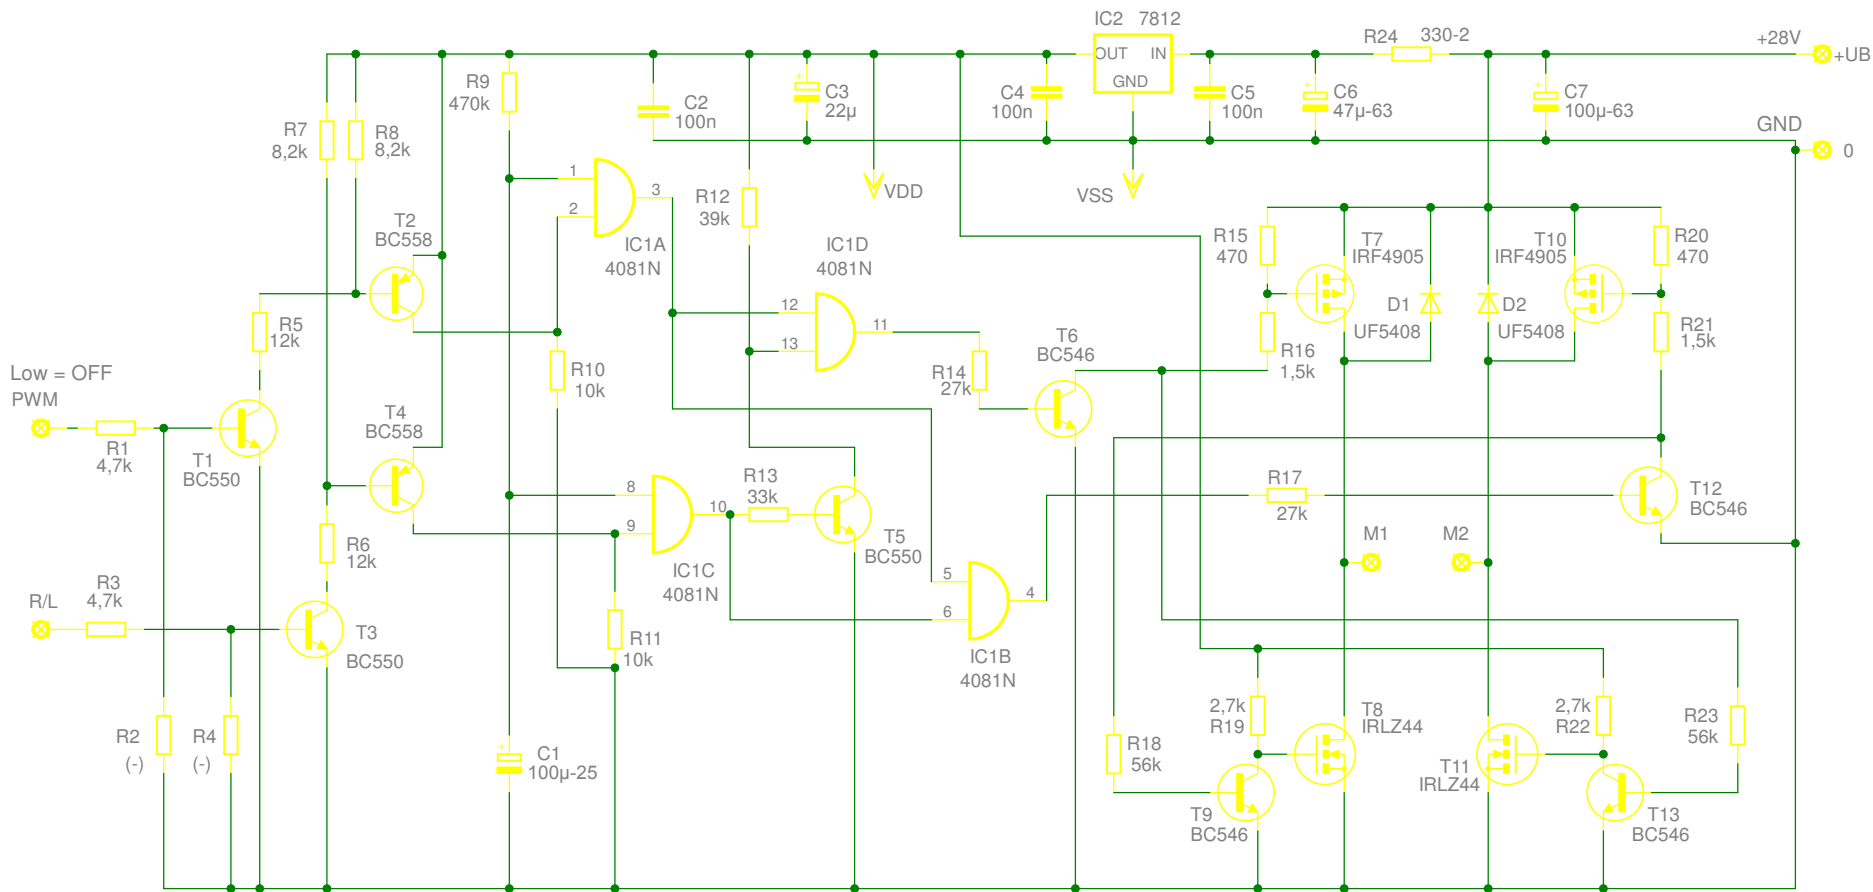 IC2 7812
OUT IN
GND
R24 330-2
+28V
+UB
GND
0
R9
470k
C2
100n
+
C3
22µ
C4
100n
C5
100n
+
C6
47µ-63
+
C7
100µ-63
R7
8,2k
R8
8,2k
VDD
VSS
1
2
3
IC1A
4081N
R12
39k
T2
BC558
IC1D
4081N
12
13
11
R15
470
T7
IRF4905
T10
IRF4905
R20
470
D1
UF5408
D2
UF5408
R16
1,5k
R21
1,5k
R5
12k
Low = OFF
PWM
R1
4,7k
T1
BC550
R10
10k
T4
BC558
R14
27k
T6
BC546
R13
33k
8
9
10
IC1C
4081N
T5
BC550
R17
27k
T12
BC546
M1
M2
R6
12k
R/L
R3
4,7k
T3
BC550
R11
10k
5
6
4
IC1B
4081N
R2
(-)
R4
(-)
+
C1
100µ-25
R18
56k
2,7k
R19
T8
IRLZ44
2,7k
R22
T11
IRLZ44
R23
56k
T9
BC546
T13
BC546